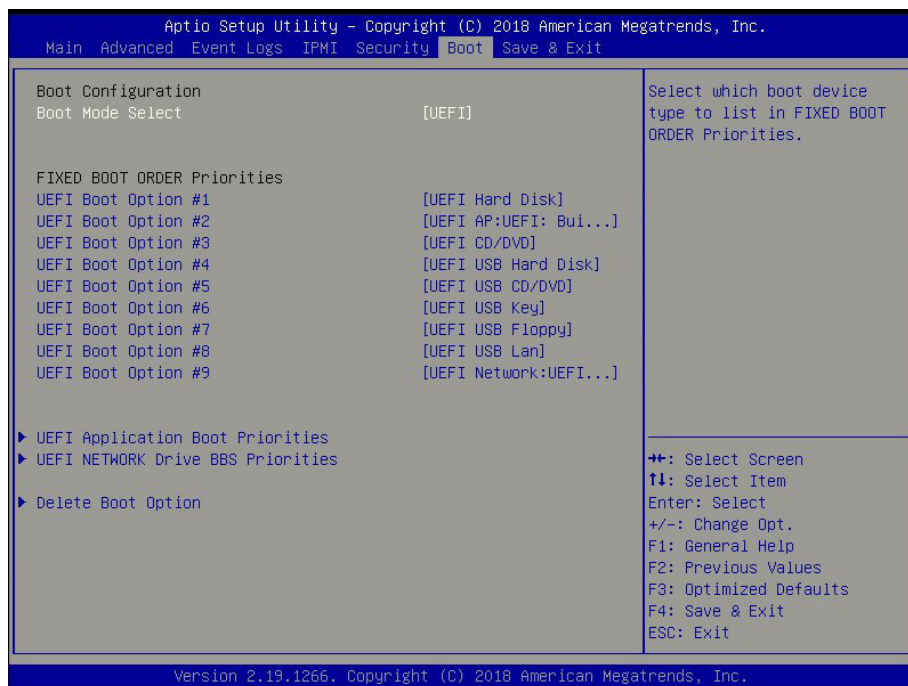 Aptio Setup Utility – Copyright (C) 2018 American Megatrends, Inc.
Main Advanced Event Logs IPMI Security Boot Save & Exit
Boot Configuration
Boot Mode Select [UEFI]
FIXED BOOT ORDER Priorities
UEFI Boot Option #1 [UEFI Hard Disk]
UEFI Boot Option #2 [UEFI AP:UEFI: Bui...]
UEFI Boot Option #3 [UEFI CD/DVD]
UEFI Boot Option #4 [UEFI USB Hard Disk]
UEFI Boot Option #5 [UEFI USB CD/DVD]
UEFI Boot Option #6 [UEFI USB Key]
UEFI Boot Option #7 [UEFI USB Floppy]
UEFI Boot Option #8 [UEFI USB Lan]
UEFI Boot Option #9 [UEFI Network:UEFI...]
UEFI Application Boot Priorities
UEFI NETWORK Drive BBS Priorities
Delete Boot Option
Select which boot device
type to list in FIXED BOOT
ORDER Priorities.
→←: Select Screen
↑↓: Select Item
Enter: Select
+/-: Change Opt.
F1: General Help
F2: Previous Values
F3: Optimized Defaults
F4: Save & Exit
ESC: Exit
Version 2.19.1266. Copyright (C) 2018 American Megatrends, Inc.